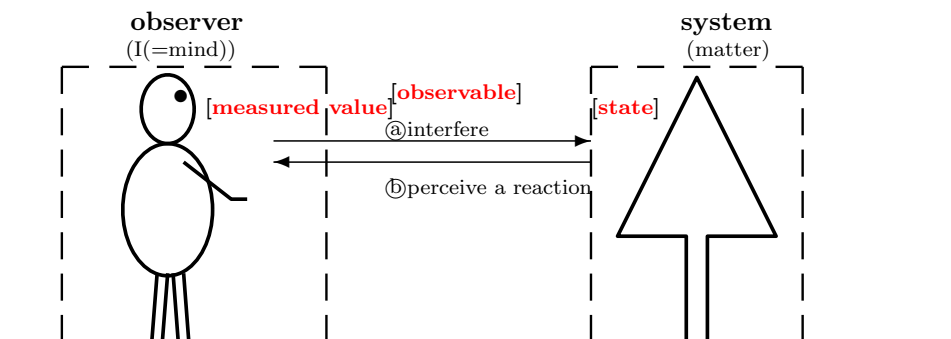 observer
(I(=mind))
system
(matter)
[observable]
[measured value]
[state]
ⓐinterfere
ⓑperceive a reaction